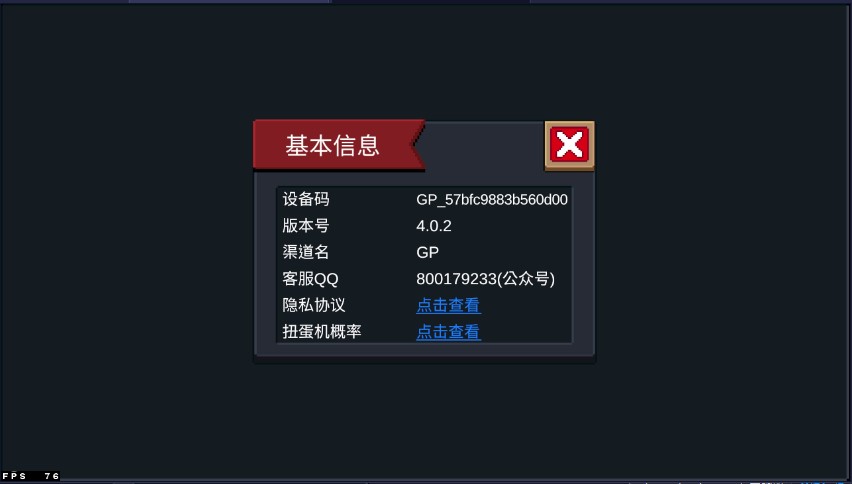 基本信息
设备码 GP_57bfc9883b560d00
版本号 4.0.2
渠道名 GP
客服QQ 800179233(公众号)
隐私协议 点击查看
扭蛋机概率 点击查看
FPS 76